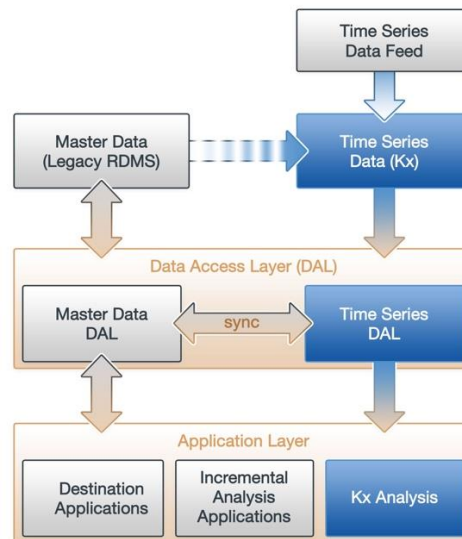 Time Series
Data Feed
Master Data
(Legacy RDMS)
Time Series
Data (Kx)
Data Access Layer (DAL)
Master Data
DAL
sync
Time Series
DAL
Application Layer
Destination
Applications
Incremental
Analysis
Applications
Kx Analysis